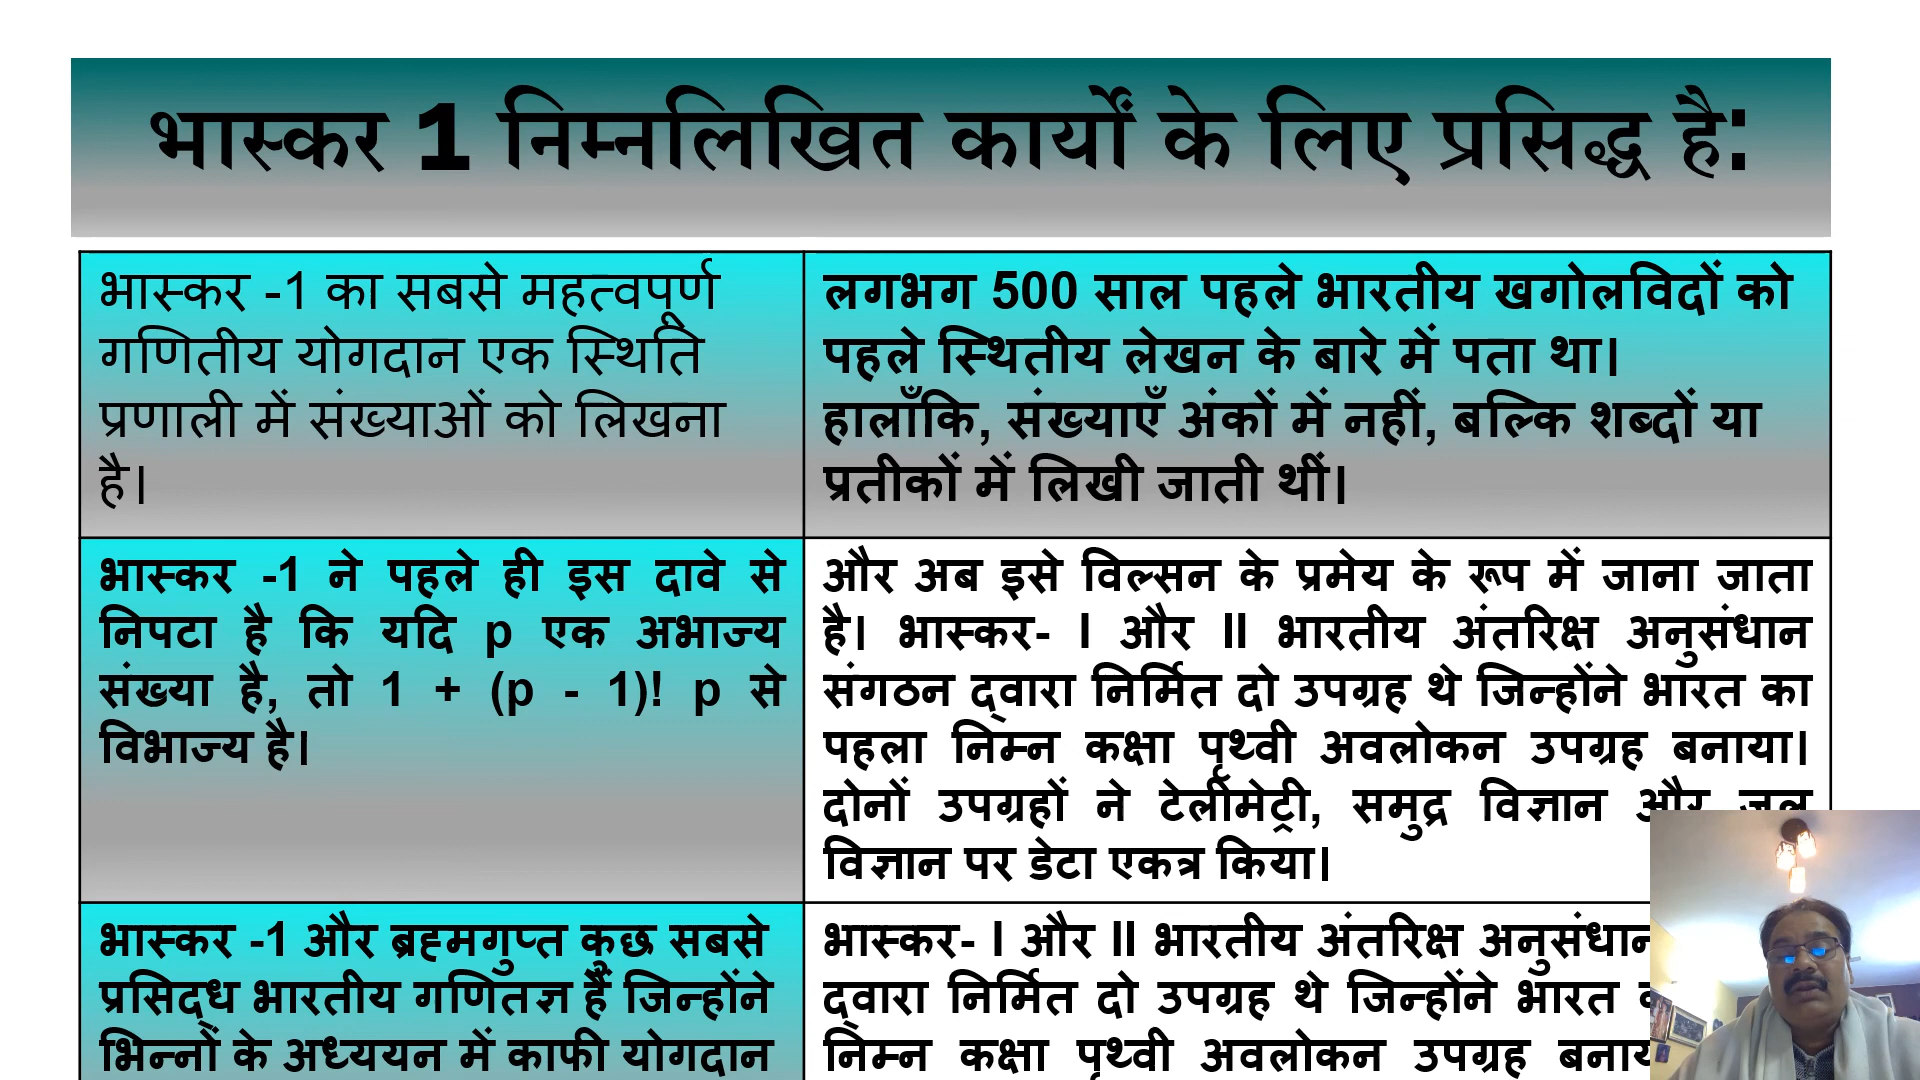 भास्कर 1 निम्नलिखित कार्यों के लिए प्रसिद्ध है:
भास्कर -1 का सबसे महत्वपूर्ण
गणितीय योगदान एक स्थिति
प्रणाली में संख्याओं को लिखना
है।
लगभग 500 साल पहले भारतीय खगोलविदों को
पहले स्थितीय लेखन के बारे में पता था।
हालाँकि, संख्याएँ अंकों में नहीं, बल्कि शब्दों या
प्रतीकों में लिखी जाती थीं।
भास्कर -1 ने पहले ही इस दावे से
निपटा है कि यदि p एक अभाज्य
संख्या है, तो 1 + (p - 1)! p से
विभाज्य है।
और अब इसे विल्सन के प्रमेय के रूप में जाना जाता
है। भास्कर- I और II भारतीय अंतरिक्ष अनुसंधान
संगठन द्वारा निर्मित दो उपग्रह थे जिन्होंने भारत का
पहला निम्न कक्षा पृथ्वी अवलोकन उपग्रह बनाया।
दोनों उपग्रहों ने टेलीमेट्री, समुद्र विज्ञान और जल
विज्ञान पर डेटा एकत्र किया।
भास्कर -1 और ब्रह्मगुप्त कुछ सबसे
प्रसिद्ध भारतीय गणितज्ञ हैं जिन्होंने
भिन्नों के अध्ययन में काफी योगदान
भास्कर- I और II भारतीय अंतरिक्ष अनुसंधान
द्वारा निर्मित दो उपग्रह थे जिन्होंने भारत
निम्न कक्षा पृथ्वी अवलोकन उपग्रह